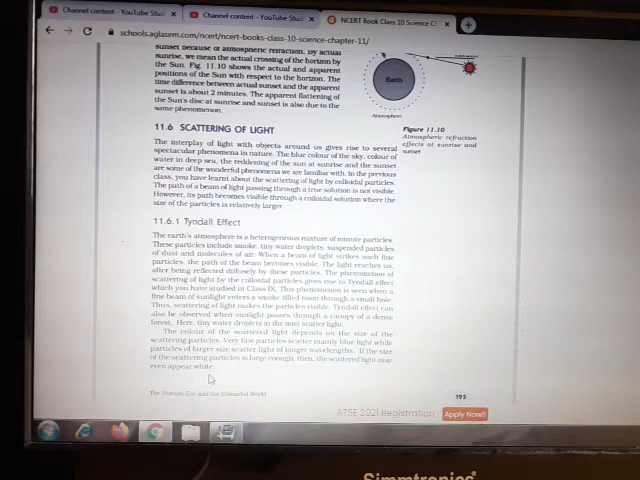 Channel content - YouTube Stud
Channel content - YouTube Stud
NCERT Book Class 10 Science C
schools.aglasem.com/ncert/ncert-books-class-10-science-chapter-11/
sunset because of atmospheric refraction. By actual
sunrise, we mean the actual crossing of the horizon by
the Sun. Fig. 11.10 shows the actual and apparent
positions of the Sun with respect to the horizon. The
time difference between actual sunset and the apparent
sunset is about 2 minutes. The apparent flattening of
the Sun's disc at sunrise and sunset is also due to the
same phenomenon.
Earth
Atmosphere
Figure 11.10
Atmospheric refraction
effects at sunrise and
sunset
11.6 SCATTERING OF LIGHT
The interplay of light with objects around us gives rise to several
spectacular phenomena in nature. The blue colour of the sky, colour of
water in deep sea, the reddening of the sun at sunrise and the sunset
are some of the wonderful phenomena we are familiar with. In the previous
class, you have learnt about the scattering of light by colloidal particles.
The path of a beam of light passing through a true solution is not visible.
However, its path becomes visible through a colloidal solution where the
size of the particles is relatively larger.
11.6.1 Tyndall Effect
The earth's atmosphere is a heterogeneous mixture of minute particles.
These particles include smoke, tiny water droplets, suspended particles
of dust and molecules of air. When a beam of light strikes such fine
particles, the path of the beam becomes visible. The light reaches us,
after being reflected diffusely by these particles. The phenomenon of
scattering of light by the colloidal particles gives rise to Tyndall effect
which you have studied in Class IX. This phenomenon is seen when a
fine beam of sunlight enters a smoke-filled room through a small hole.
Thus, scattering of light makes the particles visible. Tyndall effect can
also be observed when sunlight passes through a canopy of a dense
forest. Here, tiny water droplets in the mist scatter light.
The colour of the scattered light depends on the size of the
scattering particles. Very fine particles scatter mainly blue light while
particles of larger size scatter light of longer wavelengths. If the size
of the scattering particles is large enough, then, the scattered light may
even appear white.
The Human Eye and the Colourful World
195
ATSE 2021 Registration
Apply Now!!
Simmtronics